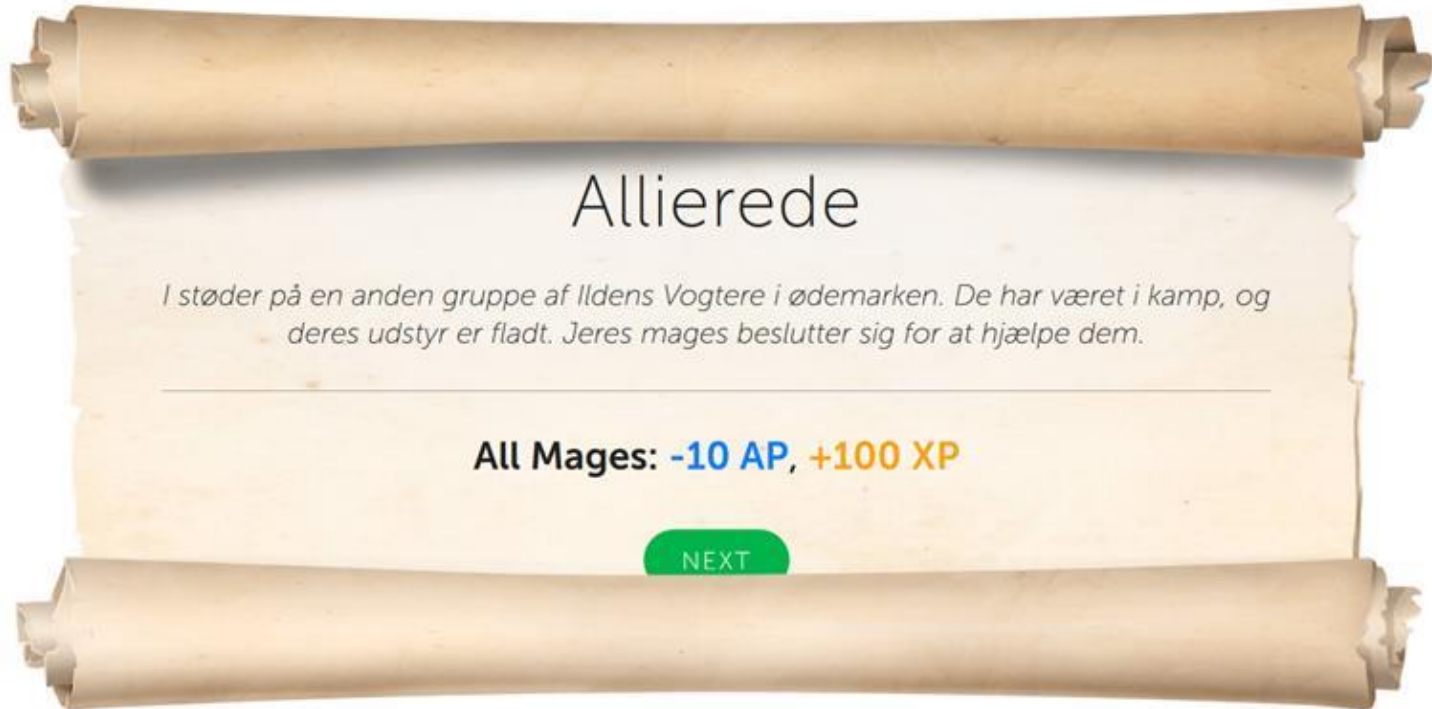 Allierede
I støder på en anden gruppe af Ildens Vogtere i ødemarken. De har været i kamp, og
deres udstyr er fladt. Jeres mages beslutter sig for at hjælpe dem.
All Mages: -10 AP, +100 XP
NEXT